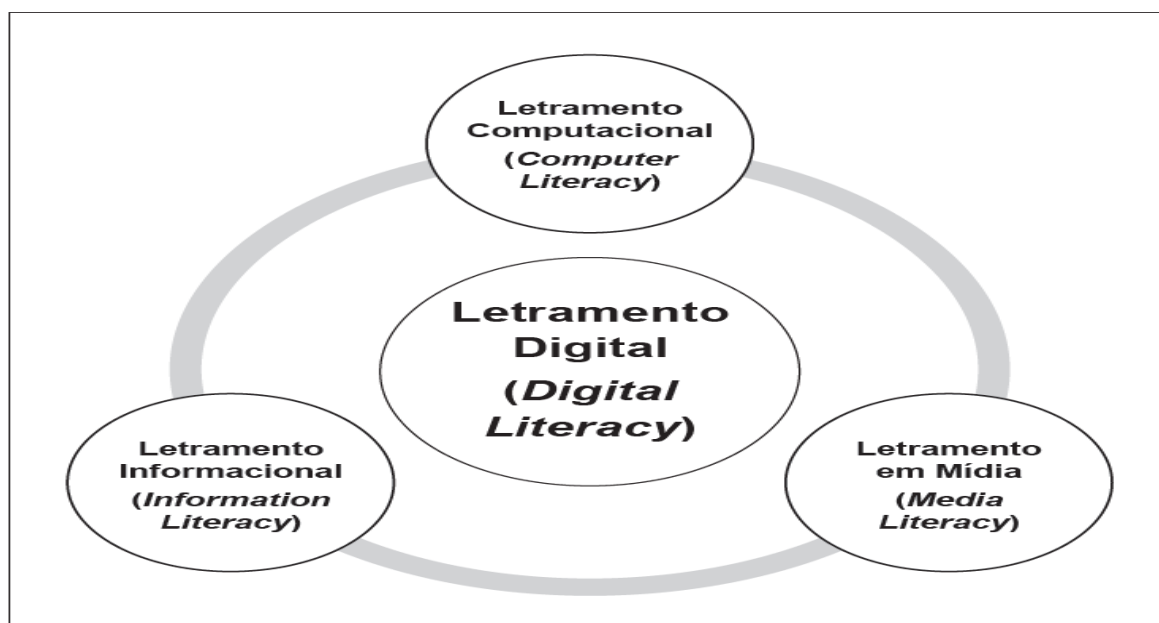 Letramento
Computacional
(Computer
Literacy)
Letramento
Digital
(Digital
Literacy)
Letramento
Informacional
(Information
Literacy)
Letramento
em Mídia
(Media
Literacy)